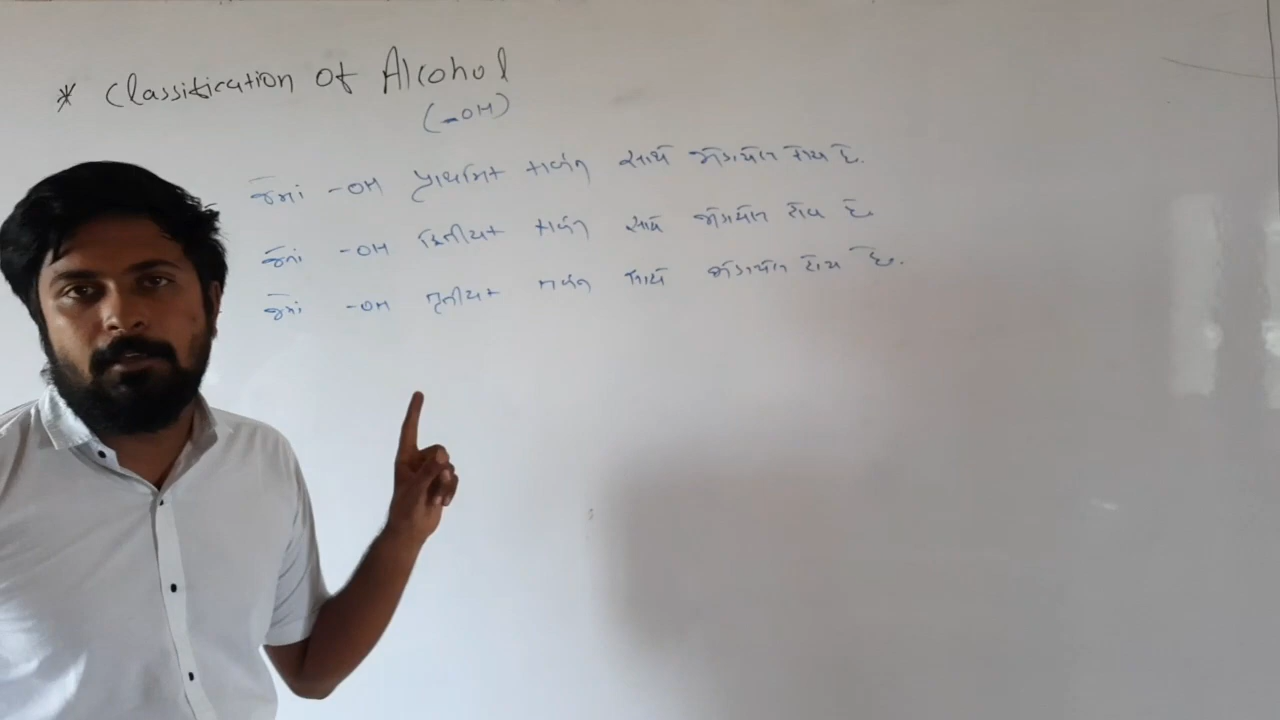 * Classification of Alcohol
(-OH)
જેમાં -OH પ્રાથમિક કાર્બન સાથે જોડાયેલ હોય છે.
જેમાં -OH દ્વિતીયક કાર્બન સાથે જોડાયેલ હોય છે.
જેમાં -OH તૃતીયક કાર્બન સાથે જોડાયેલ હોય છે.